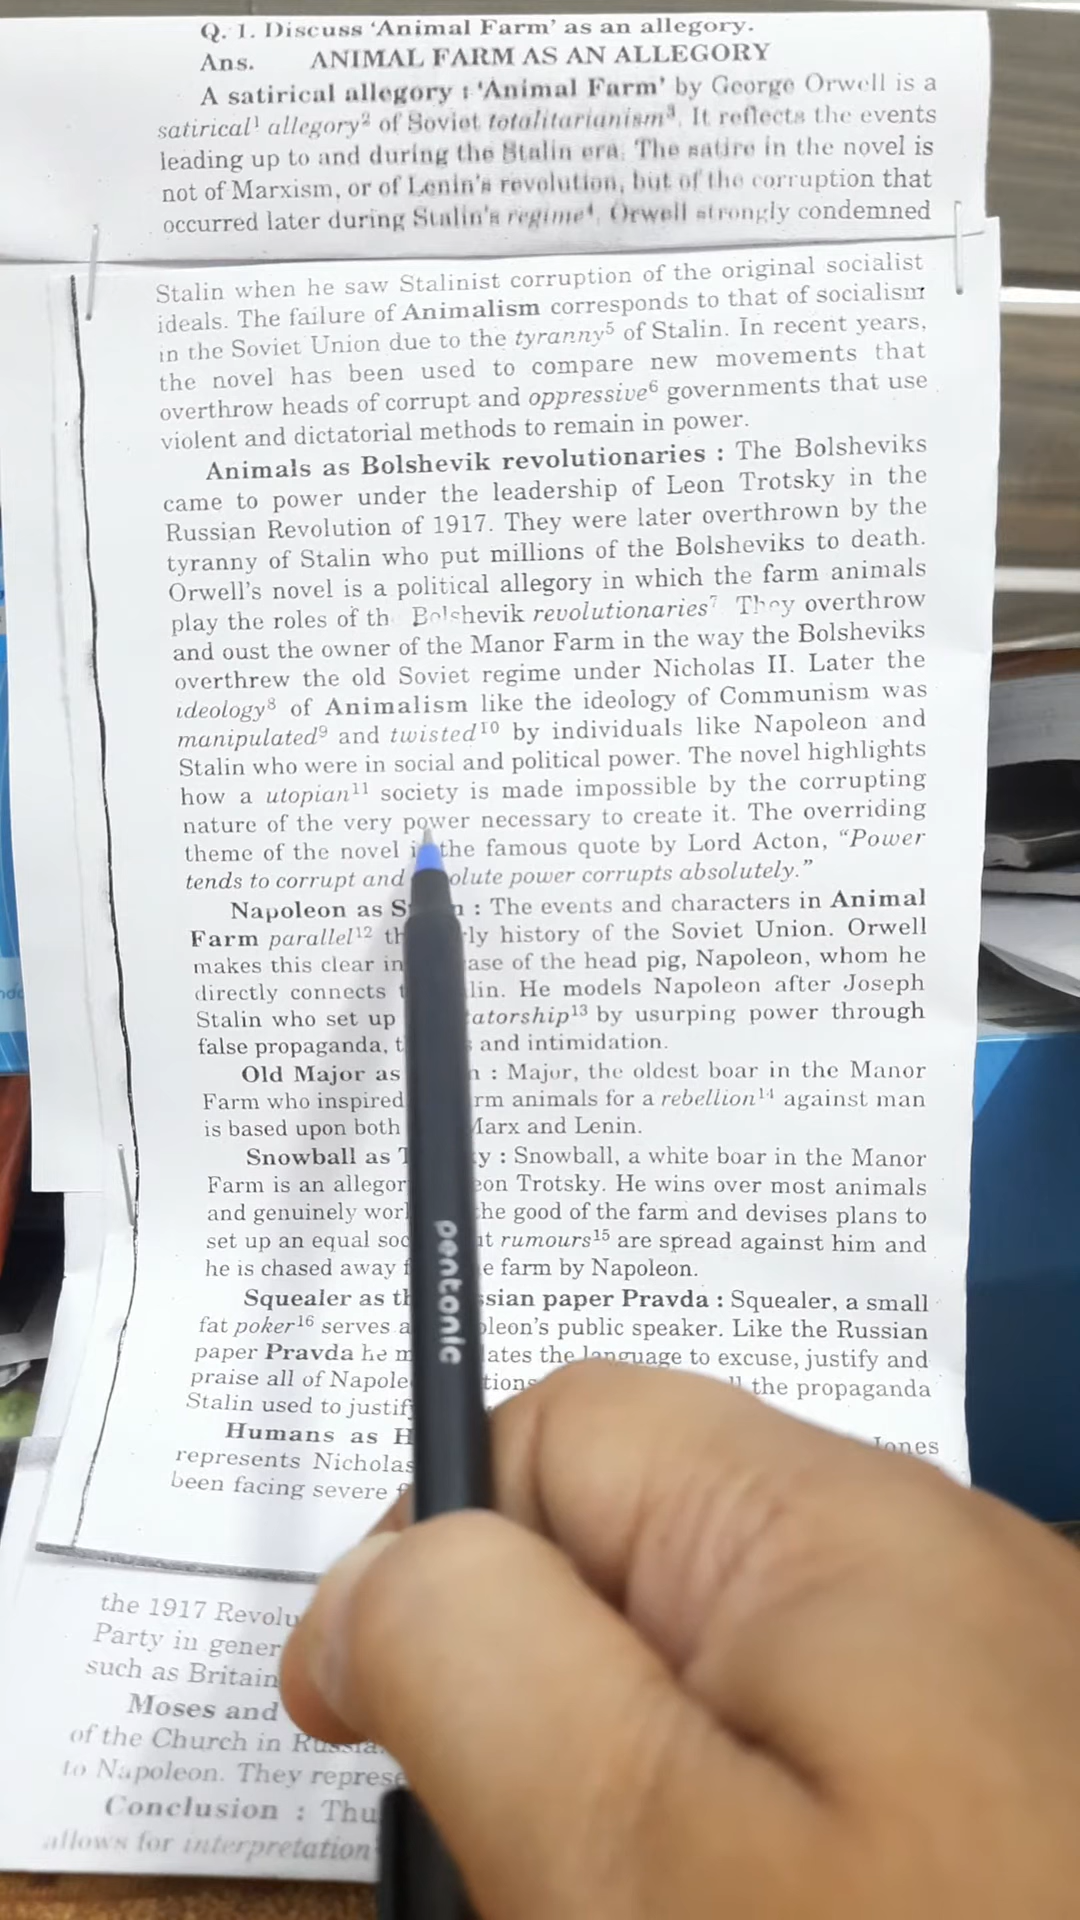 Q. 1. Discuss ‘Animal Farm’ as an allegory.
Ans. ANIMAL FARM AS AN ALLEGORY
A satirical allegory : ‘Animal Farm’ by George Orwell is a
satirical¹ allegory² of Soviet totalitarianism³. It reflects the events
leading up to and during the Stalin era. The satire in the novel is
not of Marxism, or of Lenin's revolution, but of the corruption that
occurred later during Stalin's regime⁴. Orwell strongly condemned
Stalin when he saw Stalinist corruption of the original socialist
ideals. The failure of Animalism corresponds to that of socialism
in the Soviet Union due to the tyranny⁵ of Stalin. In recent years,
the novel has been used to compare new movements that
overthrow heads of corrupt and oppressive⁶ governments that use
violent and dictatorial methods to remain in power.
Animals as Bolshevik revolutionaries : The Bolsheviks
came to power under the leadership of Leon Trotsky in the
Russian Revolution of 1917. They were later overthrown by the
tyranny of Stalin who put millions of the Bolsheviks to death.
Orwell's novel is a political allegory in which the farm animals
play the roles of th Bolshevik revolutionaries⁷. They overthrow
and oust the owner of the Manor Farm in the way the Bolsheviks
overthrew the old Soviet regime under Nicholas II. Later the
ideology⁸ of Animalism like the ideology of Communism was
manipulated⁹ and twisted¹⁰ by individuals like Napoleon and
Stalin who were in social and political power. The novel highlights
how a utopian¹¹ society is made impossible by the corrupting
nature of the very power necessary to create it. The overriding
theme of the novel the famous quote by Lord Acton, “Power
tends to corrupt and olute power corrupts absolutely.”
Napoleon as : The events and characters in Animal
Farm parallel¹² history of the Soviet Union. Orwell
makes this clear in of the head pig, Napoleon, whom he
directly connects He models Napoleon after Joseph
Stalin who set up atorship¹³ by usurping power through
false propaganda, and intimidation.
Old Major as : Major, the oldest boar in the Manor
Farm who inspired animals for a rebellion¹⁴ against man
is based upon both Marx and Lenin.
Snowball as : Snowball, a white boar in the Manor
Farm is an allegor Trotsky. He wins over most animals
and genuinely the good of the farm and devises plans to
set up an equal rumours¹⁵ are spread against him and
he is chased away farm by Napoleon.
Squealer as ssian paper Pravda : Squealer, a small
fat poker¹⁶ serves oleon's public speaker. Like the Russian
paper Pravda he ates the language to excuse, justify and
praise all of tions the propaganda
Stalin used to
Humans as Jones
represents Nicholas
been facing severe
the 1917 Revolu
Party in gener
such as Britain
Moses and
of the Church in Russia.
to Napoleon. They represe
Conclusion : Thu
allows for interpretation
pentonic